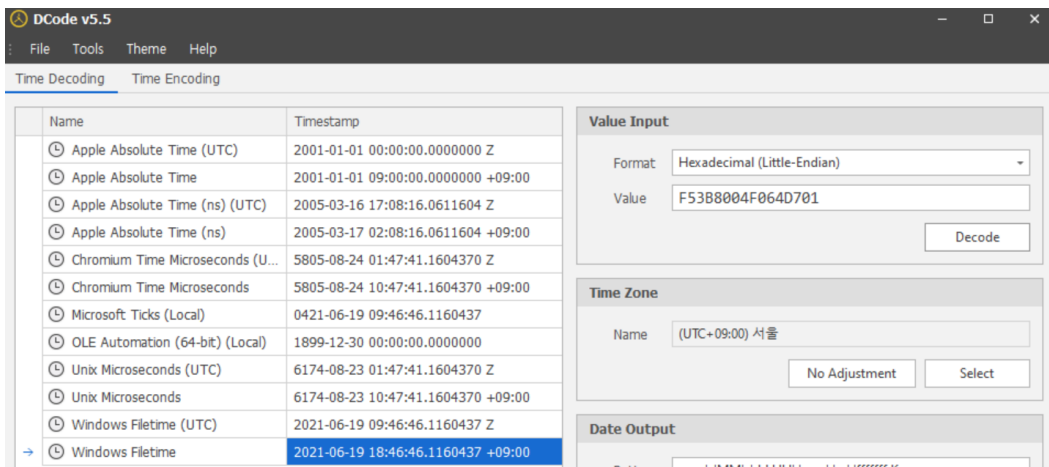 DCode v5.5
File Tools Theme Help
Time Decoding Time Encoding
Name Timestamp
Apple Absolute Time (UTC) 2001-01-01 00:00:00.0000000 Z
Apple Absolute Time 2001-01-01 09:00:00.0000000 +09:00
Apple Absolute Time (ns) (UTC) 2005-03-16 17:08:16.0611604 Z
Apple Absolute Time (ns) 2005-03-17 02:08:16.0611604 +09:00
Chromium Time Microseconds (U... 5805-08-24 01:47:41.1604370 Z
Chromium Time Microseconds 5805-08-24 10:47:41.1604370 +09:00
Microsoft Ticks (Local) 0421-06-19 09:46:46.1160437
OLE Automation (64-bit) (Local) 1899-12-30 00:00:00.0000000
Unix Microseconds (UTC) 6174-08-23 01:47:41.1604370 Z
Unix Microseconds 6174-08-23 10:47:41.1604370 +09:00
Windows Filetime (UTC) 2021-06-19 09:46:46.1160437 Z
Windows Filetime 2021-06-19 18:46:46.1160437 +09:00
Value Input
Format Hexadecimal (Little-Endian)
Value F53B8004F064D701
Decode
Time Zone
Name (UTC+09:00) 서울
No Adjustment Select
Date Output